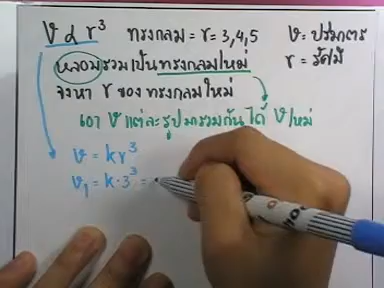 V α r³ ทรงกลม = r = 3,4,5 V = ปริมาตร
หลอมรวมเป็นทรงกลมใหม่ r = รัศมี
จงหา r ของทรงกลมใหม่
เอา V แต่ละรูปมารวมกันได้ Vใหม่
V = kr³
V₁ = k·3³ =